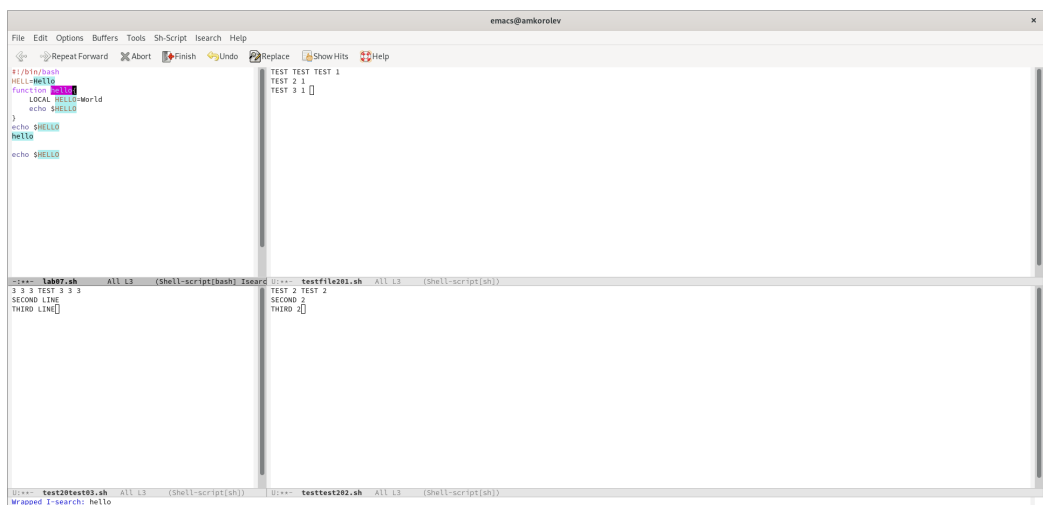 emacs@amkorolev ×
File Edit Options Buffers Tools Sh-Script Isearch Help
Repeat Forward Abort Finish Undo Replace Show Hits Help
#!/bin/bash
HELL=Hello
function hello{
LOCAL HELLO=World
echo $HELLO
}
echo $HELLO
hello
echo $HELLO
-:**- lab07.sh All L3 (Shell-script[bash] Isearc
TEST TEST TEST 1
TEST 2 1
TEST 3 1
U:**- testfile201.sh All L3 (Shell-script[sh])
3 3 3 TEST 3 3 3
SECOND LINE
THIRD LINE
U:**- test20test03.sh All L3 (Shell-script[sh])
TEST 2 TEST 2
SECOND 2
THIRD 2
U:**- testtest202.sh All L3 (Shell-script[sh])
Wrapped I-search: hello